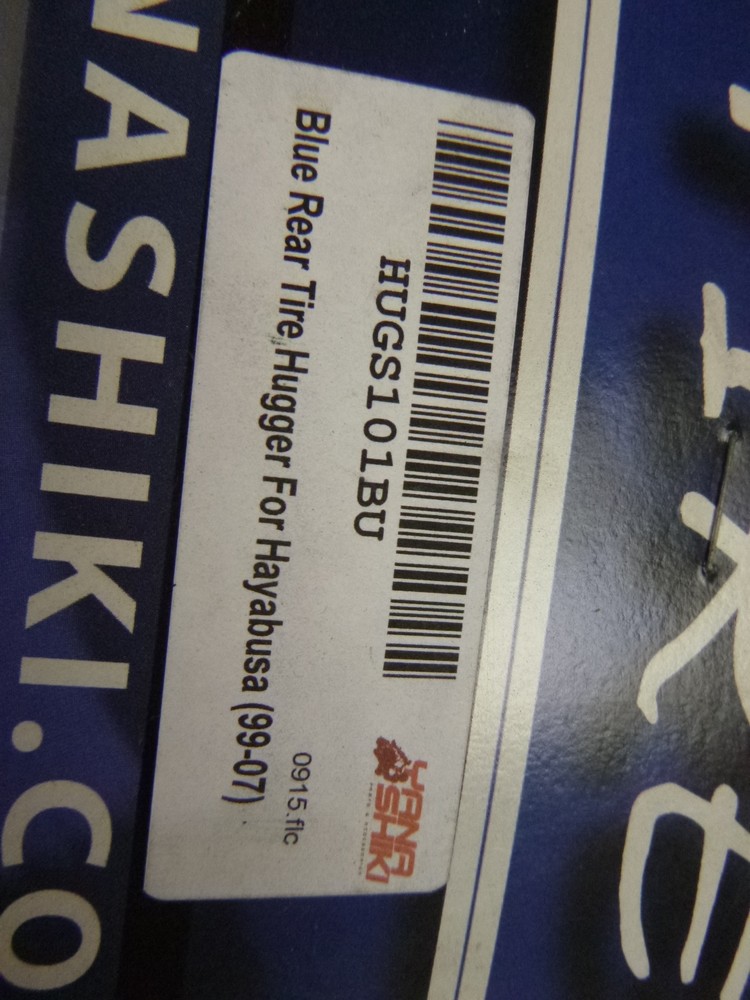 HUGS101BU
Blue Rear Tire Hugger For Hayabusa (99-07)
0915.flc
YANA
SHIKI
NASHIKI.CO